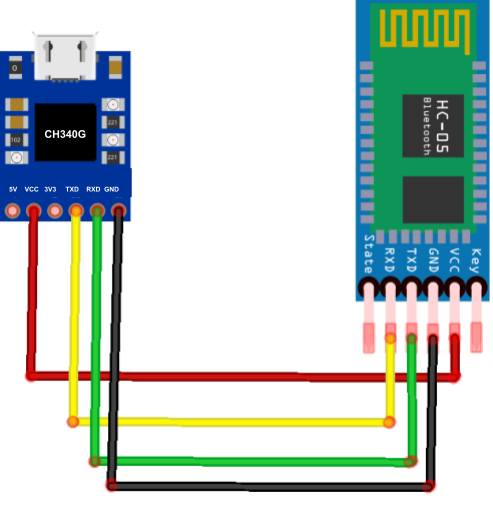 0
102
221
221
CH340G
5V VCC 3V3 TXD RXD GND
HC-05
Bluetooth
State
RXD
TXD
GND
VCC
Key